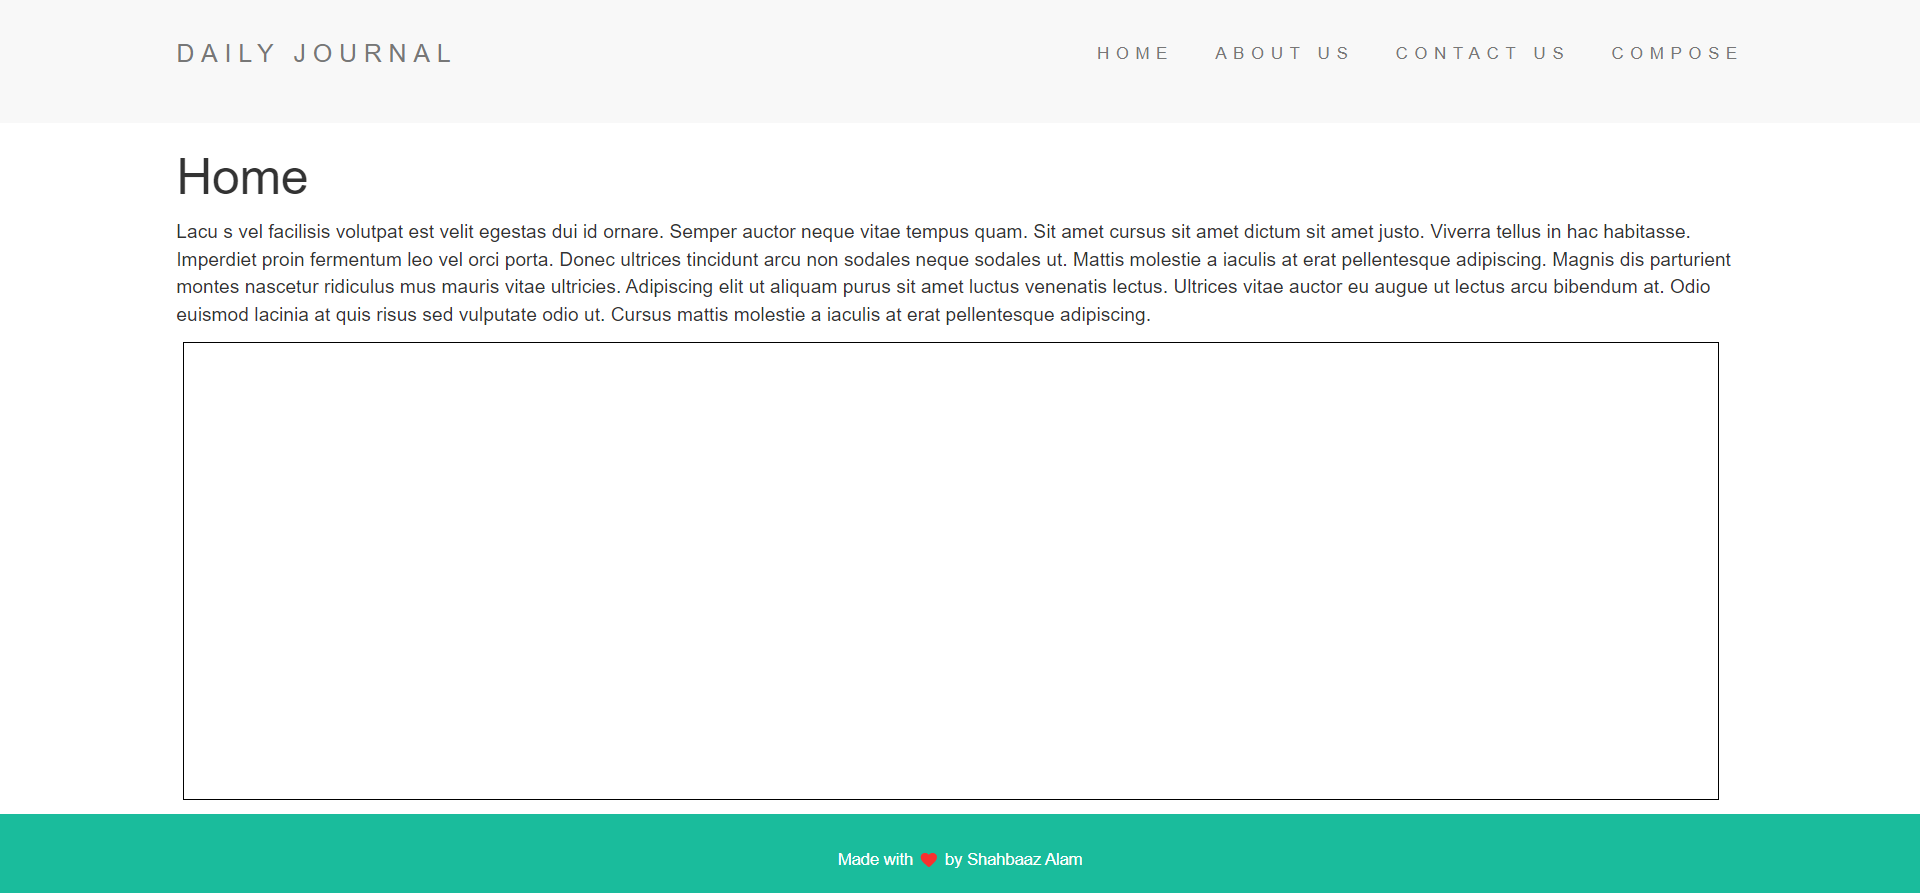 DAILY JOURNAL
HOME ABOUT US CONTACT US COMPOSE
Home
Lacu s vel facilisis volutpat est velit egestas dui id ornare. Semper auctor neque vitae tempus quam. Sit amet cursus sit amet dictum sit amet justo. Viverra tellus in hac habitasse.
Imperdiet proin fermentum leo vel orci porta. Donec ultrices tincidunt arcu non sodales neque sodales ut. Mattis molestie a iaculis at erat pellentesque adipiscing. Magnis dis parturient
montes nascetur ridiculus mus mauris vitae ultricies. Adipiscing elit ut aliquam purus sit amet luctus venenatis lectus. Ultrices vitae auctor eu augue ut lectus arcu bibendum at. Odio
euismod lacinia at quis risus sed vulputate odio ut. Cursus mattis molestie a iaculis at erat pellentesque adipiscing.
Made with ❤ by Shahbaaz Alam